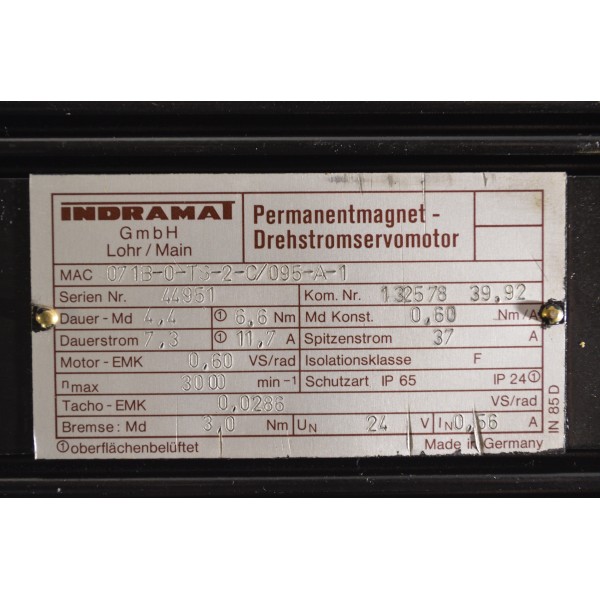 INDRAMAT
GmbH
Lohr / Main
Permanentmagnet -
Drehstromservomotor
MAC 071B-0-TS-2-C/095-A-1
Serien Nr. 44951 Kom. Nr. 132578 39,92
Dauer - Md 4,4 ① 6,6 Nm Md Konst. 0,60 Nm/A
Dauerstrom 7,3 ① 11,7 A Spitzenstrom 37 A
Motor - EMK 0,60 VS/rad Isolationsklasse F
n max 3000 min -1 Schutzart IP 65 IP 24①
Tacho - EMK 0,0286 VS/rad
Bremse: Md 3,0 Nm UN 24 V IN 0,56 A
①oberflächenbelüftet Made in Germany
IN 85 D